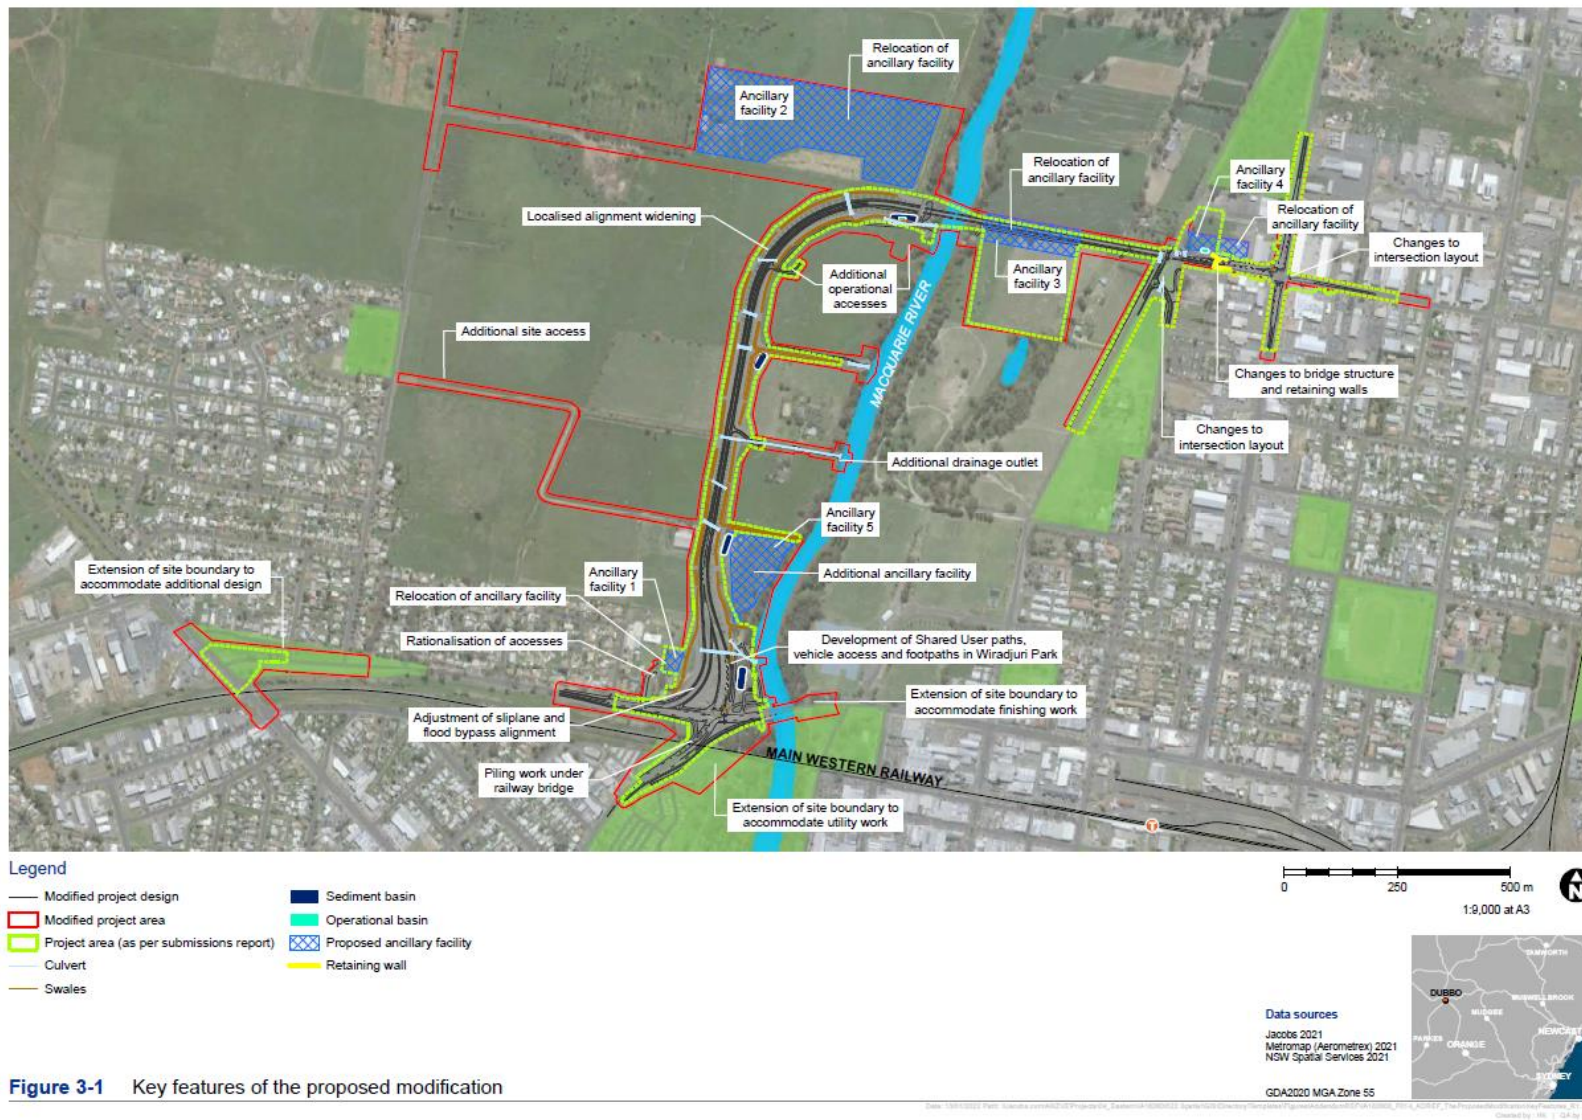 Relocation of
ancillary facility
Ancillary
facility 2
Relocation of
ancillary facility
Ancillary
facility 4
Localised alignment widening
Relocation of
ancillary facility
Changes to
intersection layout
Additional
operational
accesses
Ancillary
facility 3
MACQUARIE RIVER
Additional site access
Changes to bridge structure
and retaining walls
Changes to
intersection layout
Additional drainage outlet
Ancillary
facility 5
Extension of site boundary to
accommodate additional design
Ancillary
facility 1
Additional ancillary facility
Relocation of ancillary facility
Rationalisation of accesses
Development of Shared User paths,
vehicle access and footpaths in Wiradjuri Park
Extension of site boundary to
accommodate finishing work
Adjustment of sliplane and
flood bypass alignment
MAIN WESTERN RAILWAY
Piling work under
railway bridge
Extension of site boundary to
accommodate utility work
T
Legend
Modified project design
Modified project area
Project area (as per submissions report)
Culvert
Swales
Sediment basin
Operational basin
Proposed ancillary facility
Retaining wall
0 250 500 m
N
1:9,000 at A3
TAMWORTH
DUBBO
MUSWELLBROOK
MUDGEE
NEWCAST
PARKES
ORANGE
SYDNEY
Data sources
Jacobs 2021
Metromap (Aerometrex) 2021
NSW Spatial Services 2021
GDA2020 MGA Zone 55
Figure 3-1 Key features of the proposed modification